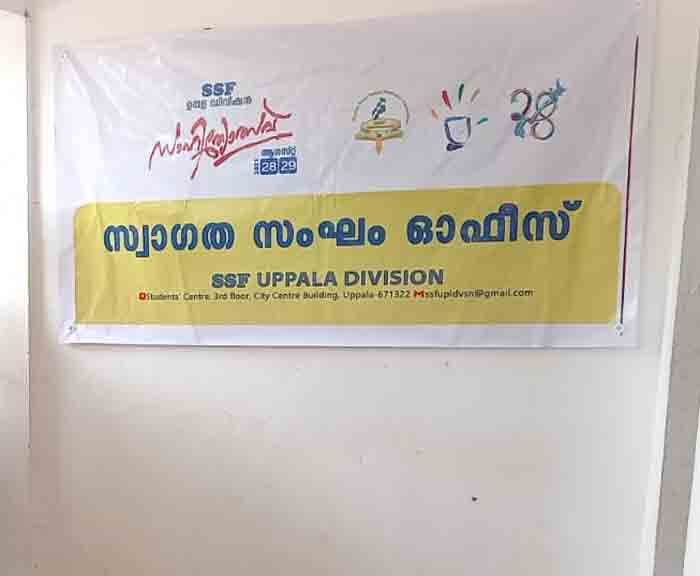 SSF
ഉപ്പള ഡിവിഷൻ
സാഹിത്യോത്സവ്
ആഗസ്റ്റ്
28 29
സ്വാഗത സംഘം ഓഫീസ്
SSF UPPALA DIVISION
Students' Centre, 3rd floor, City Centre Building, Uppala-671322 ssfupldvsn@gmail.com